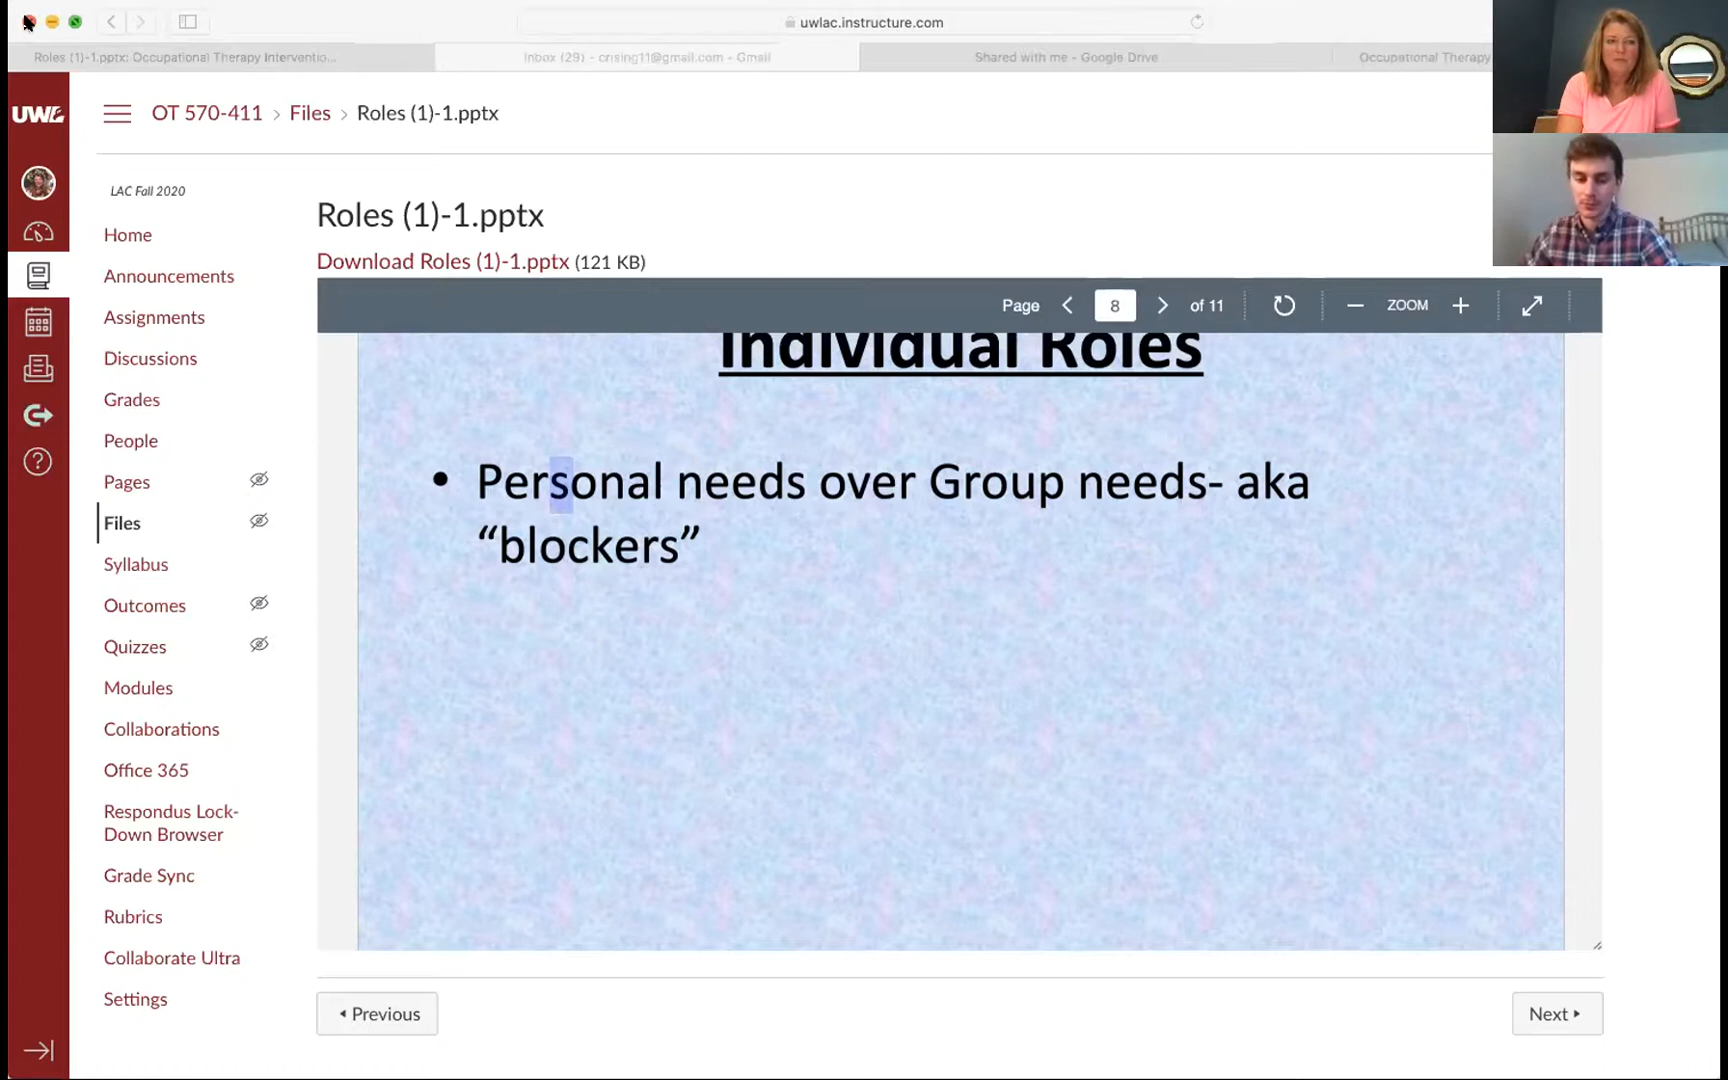 uwlac.instructure.com
Roles (1)-1.pptx: Occupational Therapy Interventio...
Inbox (29) - crising11@gmail.com - Gmail
Shared with me - Google Drive
Occupational Therapy
UWL
OT 570-411 > Files > Roles (1)-1.pptx
LAC Fall 2020
Home
Announcements
Assignments
Discussions
Grades
People
Pages
Files
Syllabus
Outcomes
Quizzes
Modules
Collaborations
Office 365
Respondus Lock-
Down Browser
Grade Sync
Rubrics
Collaborate Ultra
Settings
Roles (1)-1.pptx
Download Roles (1)-1.pptx (121 KB)
Page 8 of 11 ZOOM
Individual Roles
• Personal needs over Group needs- aka
“blockers”
Previous
Next